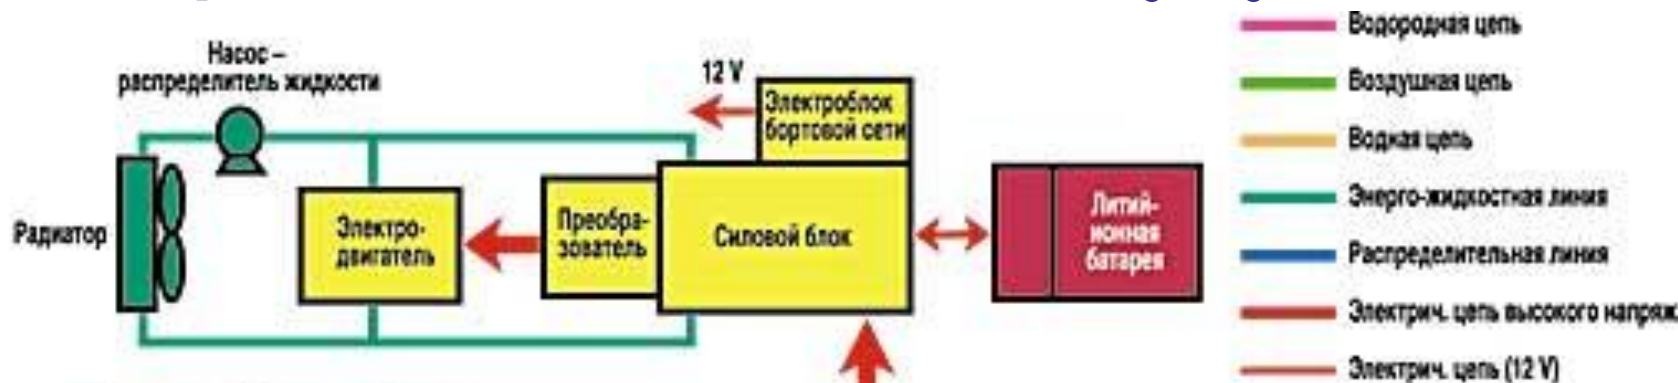 Насос –
распределитель жидкости
12 V
Электроблок
бортовой сети
Радиатор
Электро-
двигатель
Преобра-
зователь
Силовой блок
Литий-
ионная
батарея
Водородная цепь
Воздушная цепь
Водная цепь
Энерго-жидкостная линия
Распределительная линия
Электрич. цепь высокого напряж.
Электрич. цепь (12 V)